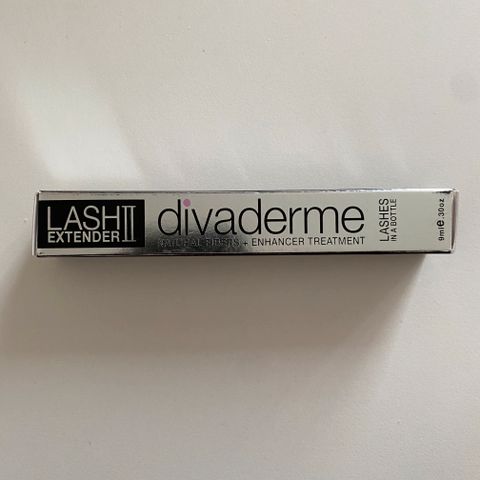 LASH II
EXTENDER
divaderme
NATURAL FIBERS + ENHANCER TREATMENT
LASHES
IN A BOTTLE
9ml e .30oz